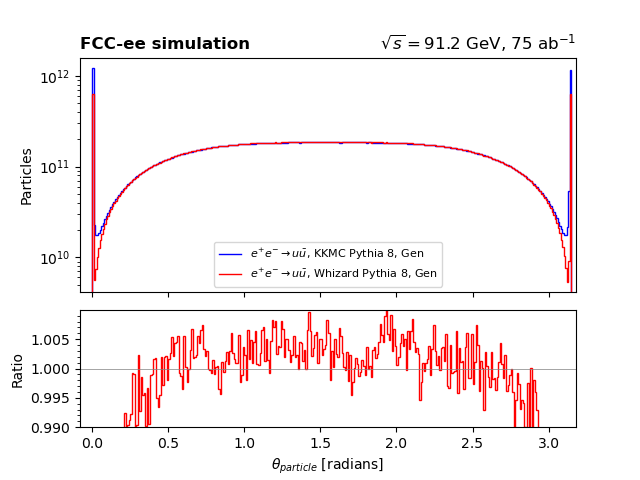 FCC-ee simulation √s = 91.2 GeV, 75 ab⁻¹
10¹²
10¹¹
10¹⁰
Particles
e⁺e⁻ → uū, KKMC Pythia 8, Gen
e⁺e⁻ → uū, Whizard Pythia 8, Gen
1.005
1.000
0.995
0.990
Ratio
0.0 0.5 1.0 1.5 2.0 2.5 3.0
θ_particle [radians]